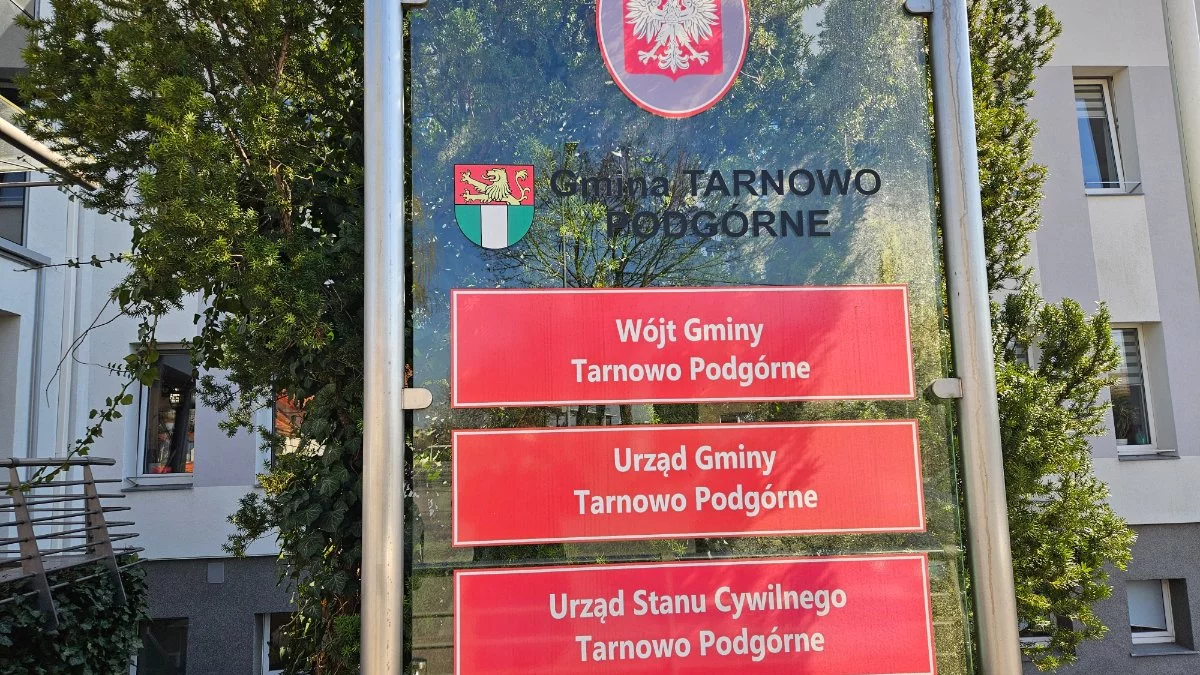 Gmina TARNOWO
PODGÓRNE
Wójt Gminy
Tarnowo Podgórne
Urząd Gminy
Tarnowo Podgórne
Urząd Stanu Cywilnego
Tarnowo Podgórne